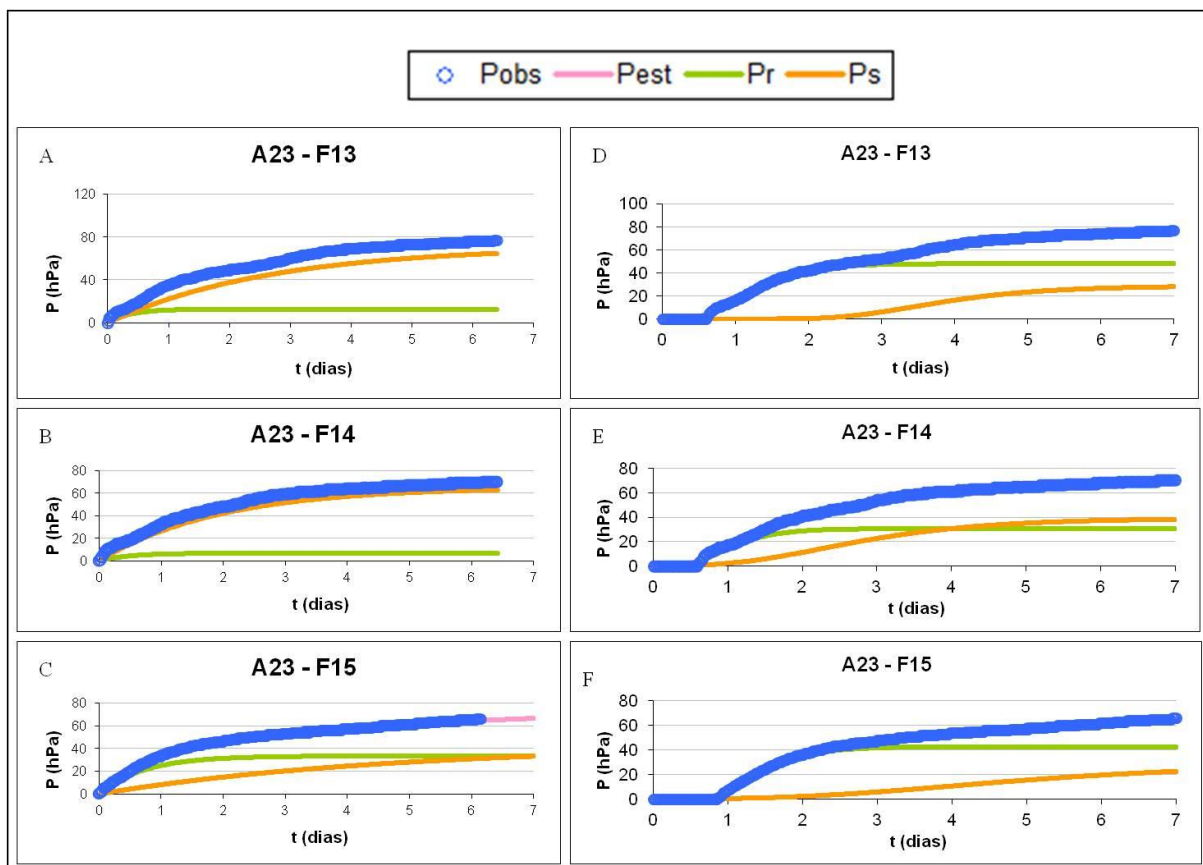 Pobs Pest Pr Ps
A
A23 - F13
P (hPa)
120
80
40
0
0 1 2 3 4 5 6 7
t (dias)
D
A23 - F13
P (hPa)
100
80
60
40
20
0
0 1 2 3 4 5 6 7
t (dias)
B
A23 - F14
P (hPa)
80
60
40
20
0
0 1 2 3 4 5 6 7
t (dias)
E
A23 - F14
P (hPa)
80
60
40
20
0
0 1 2 3 4 5 6 7
t (dias)
C
A23 - F15
P (hPa)
80
60
40
20
0
0 1 2 3 4 5 6 7
t (dias)
F
A23 - F15
P (hPa)
80
60
40
20
0
0 1 2 3 4 5 6 7
t (dias)